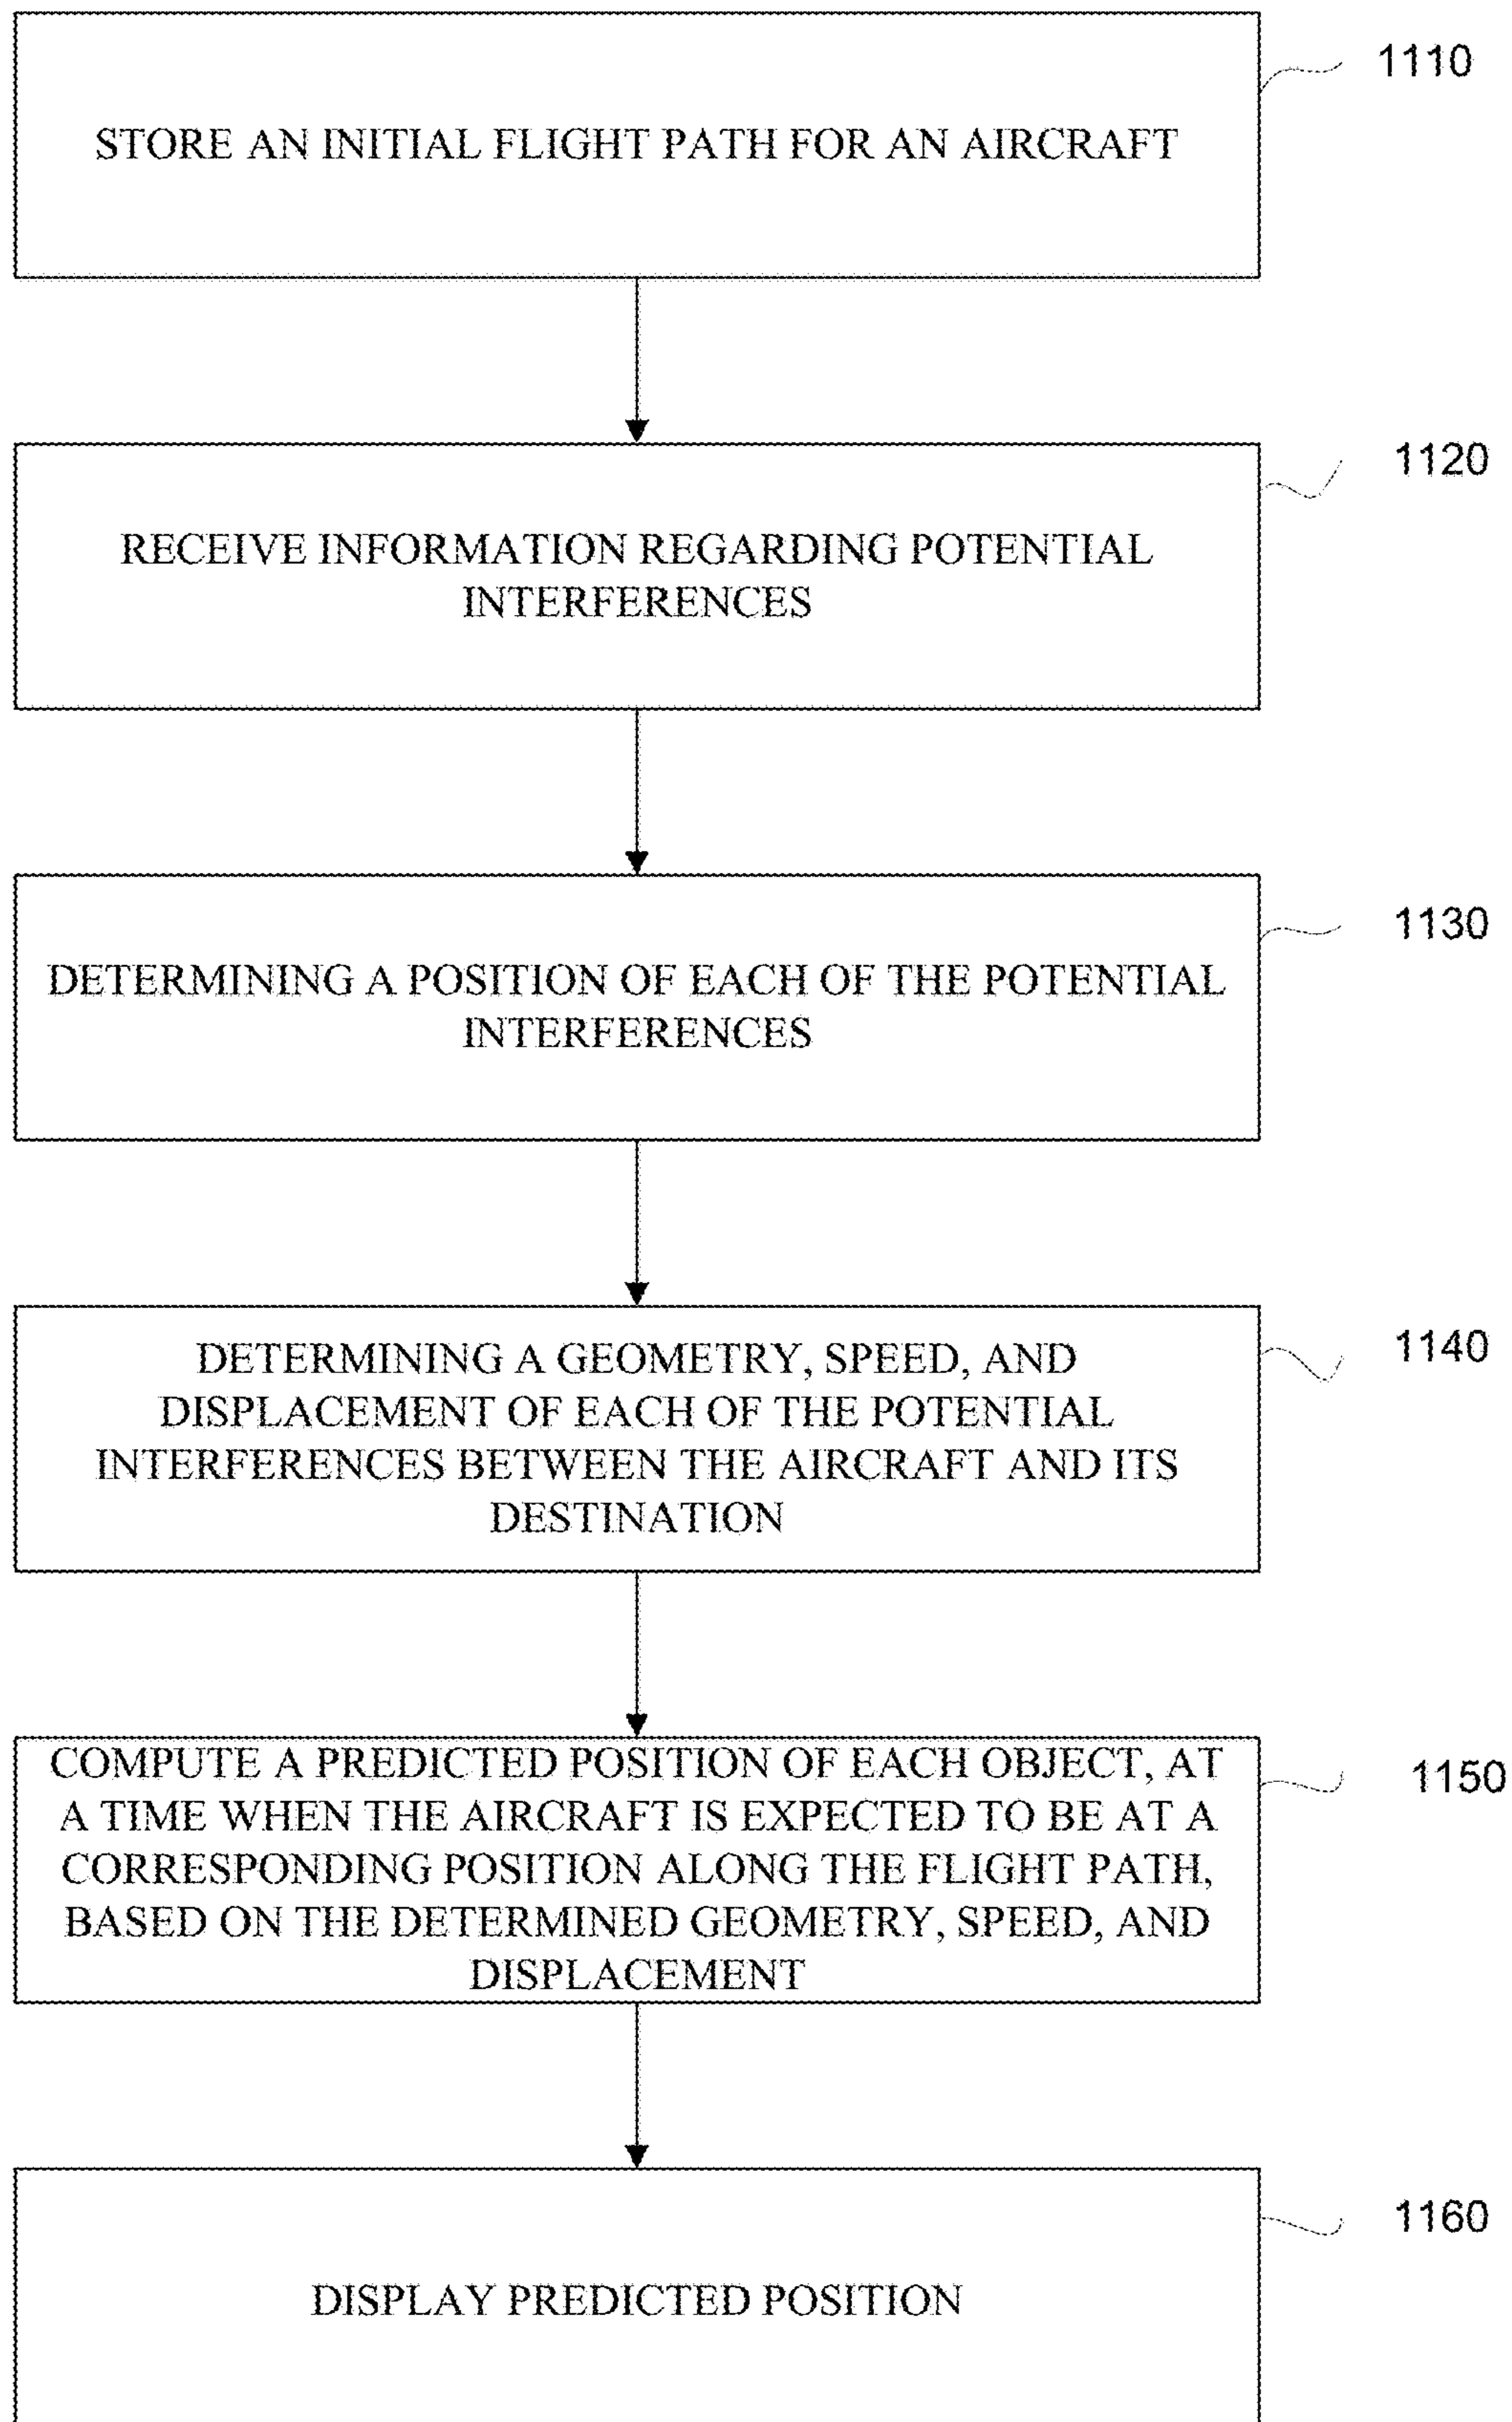 1110
STORE AN INITIAL FLIGHT PATH FOR AN AIRCRAFT
1120
RECEIVE INFORMATION REGARDING POTENTIAL
INTERFERENCES
1130
DETERMINING A POSITION OF EACH OF THE POTENTIAL
INTERFERENCES
1140
DETERMINING A GEOMETRY, SPEED, AND
DISPLACEMENT OF EACH OF THE POTENTIAL
INTERFERENCES BETWEEN THE AIRCRAFT AND ITS
DESTINATION
1150
COMPUTE A PREDICTED POSITION OF EACH OBJECT, AT
A TIME WHEN THE AIRCRAFT IS EXPECTED TO BE AT A
CORRESPONDING POSITION ALONG THE FLIGHT PATH,
BASED ON THE DETERMINED GEOMETRY, SPEED, AND
DISPLACEMENT
1160
DISPLAY PREDICTED POSITION